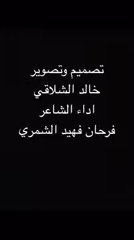 تصميم وتصوير
خالد الشلاقي
اداء الشاعر
فرحان فهيد الشمري